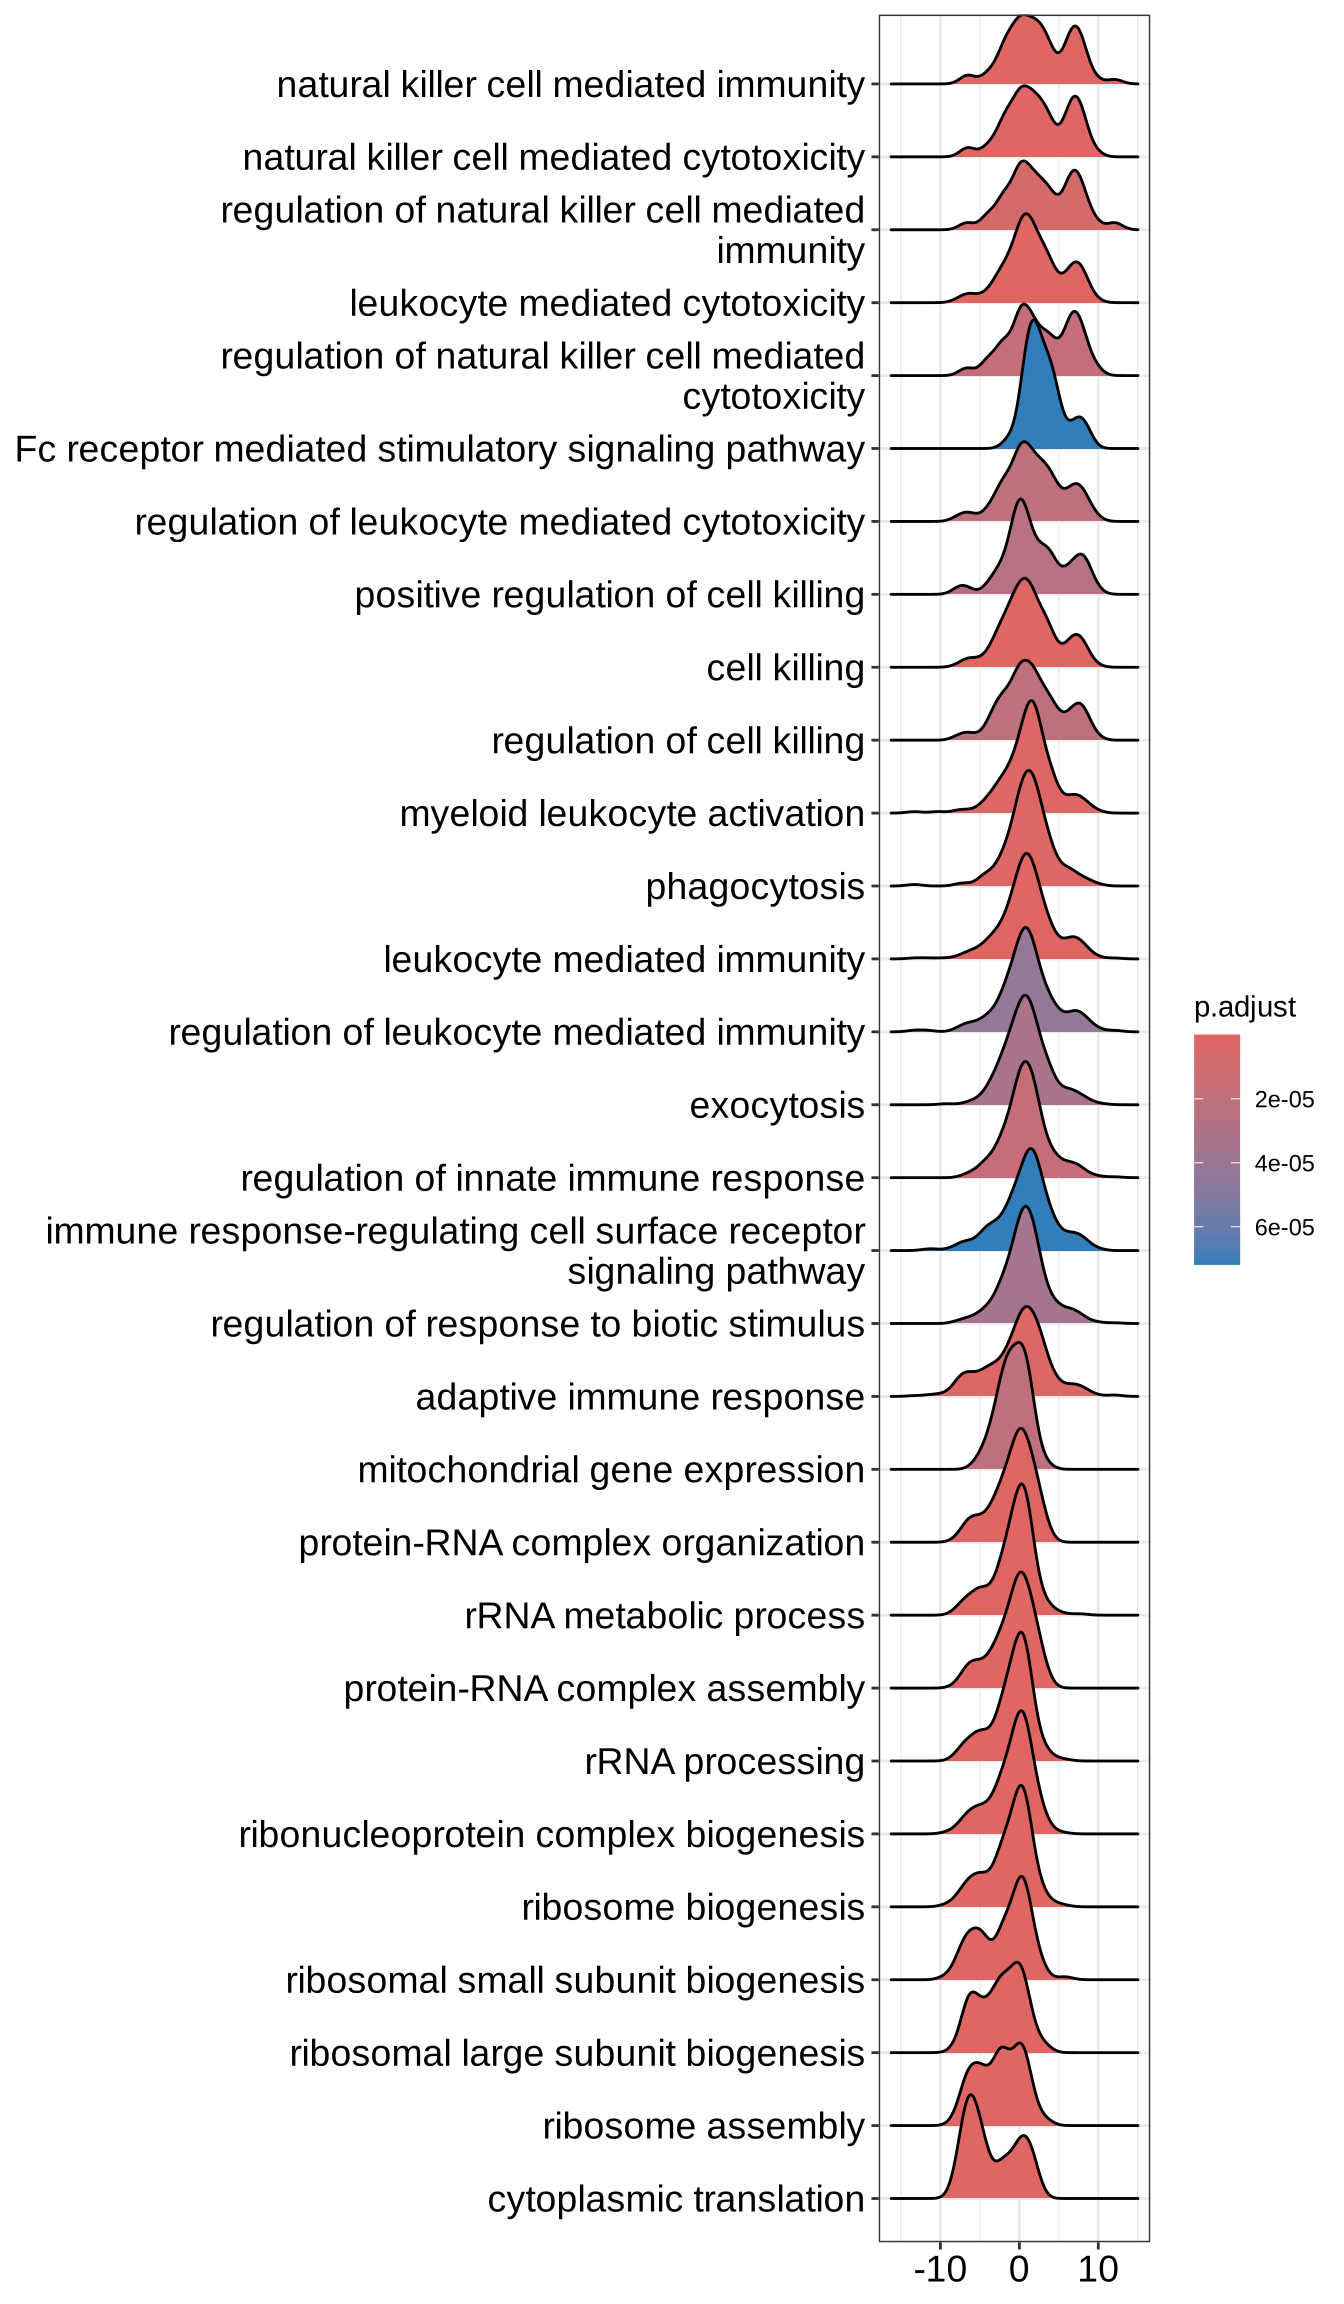 natural killer cell mediated immunity
natural killer cell mediated cytotoxicity
regulation of natural killer cell mediated
immunity
leukocyte mediated cytotoxicity
regulation of natural killer cell mediated
cytotoxicity
Fc receptor mediated stimulatory signaling pathway
regulation of leukocyte mediated cytotoxicity
positive regulation of cell killing
cell killing
regulation of cell killing
myeloid leukocyte activation
phagocytosis
leukocyte mediated immunity
regulation of leukocyte mediated immunity
exocytosis
regulation of innate immune response
immune response-regulating cell surface receptor
signaling pathway
regulation of response to biotic stimulus
adaptive immune response
mitochondrial gene expression
protein-RNA complex organization
rRNA metabolic process
protein-RNA complex assembly
rRNA processing
ribonucleoprotein complex biogenesis
ribosome biogenesis
ribosomal small subunit biogenesis
ribosomal large subunit biogenesis
ribosome assembly
cytoplasmic translation
-10 0 10
p.adjust
2e-05
4e-05
6e-05